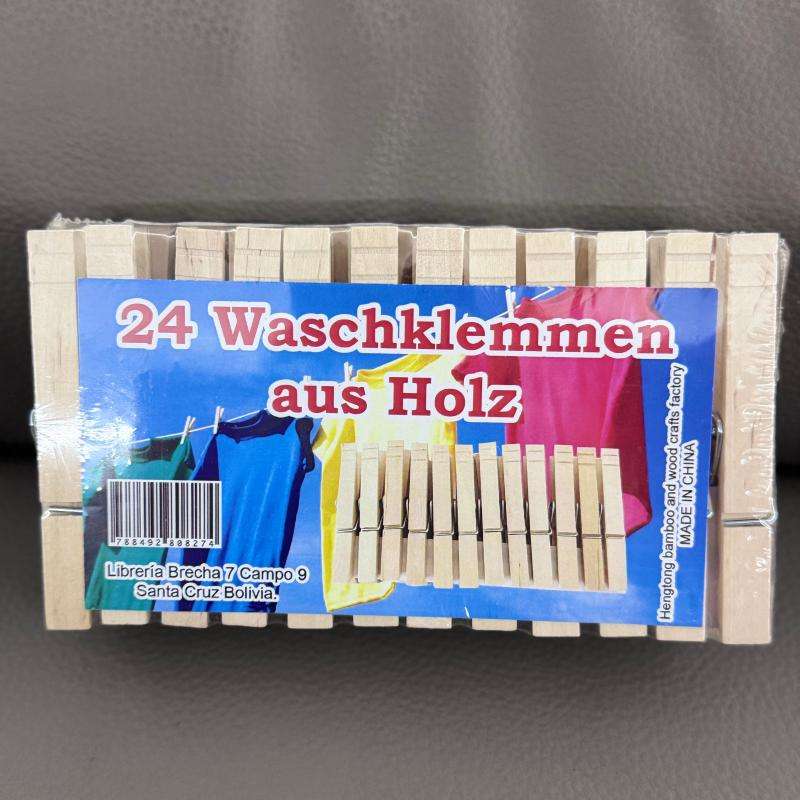 24 Waschklemmen
aus Holz
788492 808274
Librería Brecha 7 Campo 9
Santa Cruz Bolivia.
Hengtong bamboo and wood crafts factory
MADE IN CHINA